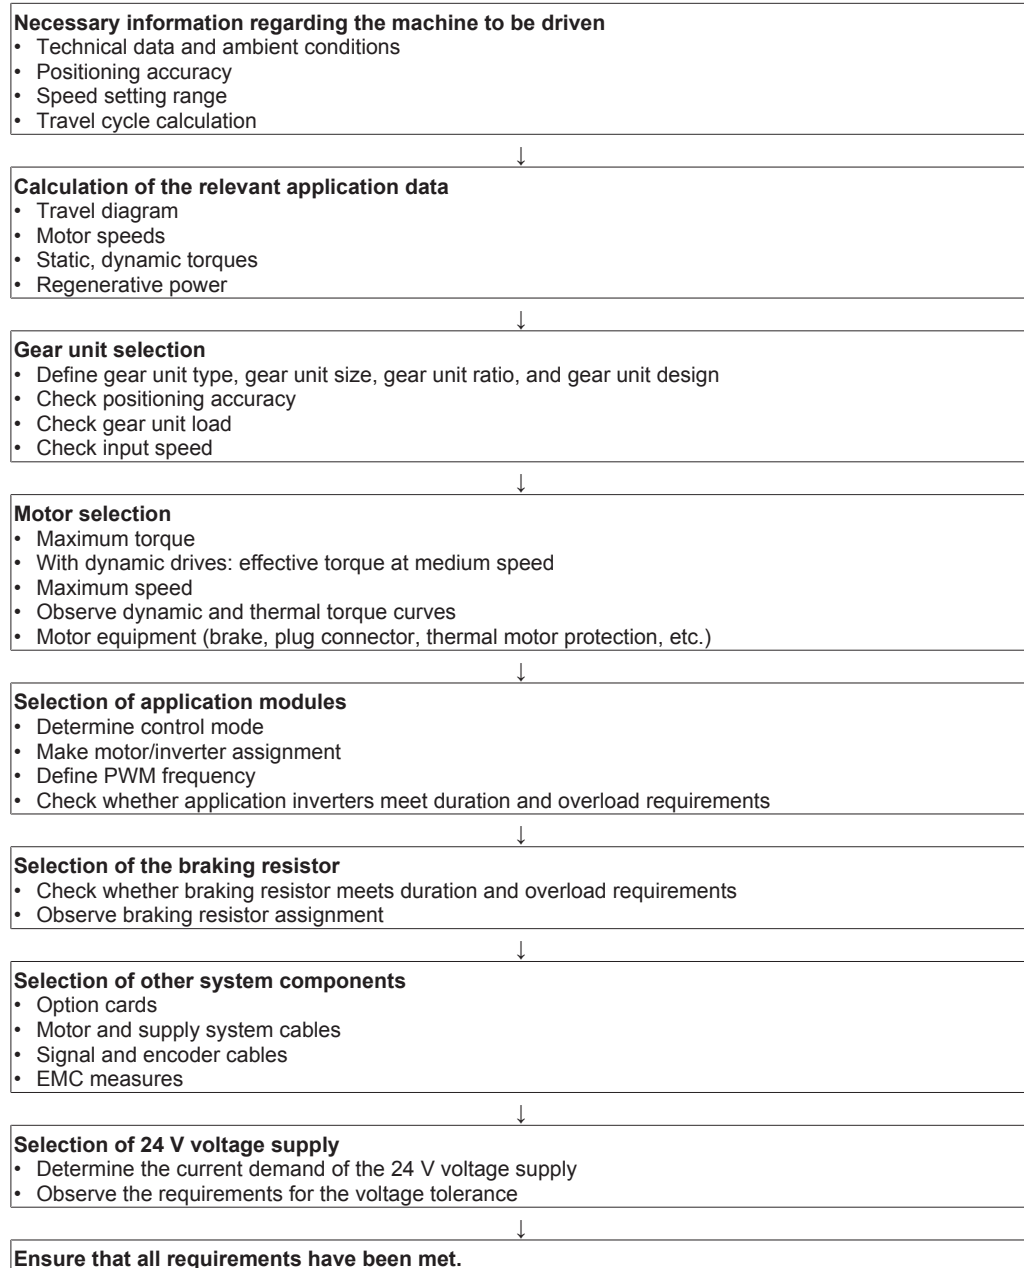 Necessary information regarding the machine to be driven
• Technical data and ambient conditions
• Positioning accuracy
• Speed setting range
• Travel cycle calculation
↓
Calculation of the relevant application data
• Travel diagram
• Motor speeds
• Static, dynamic torques
• Regenerative power
↓
Gear unit selection
• Define gear unit type, gear unit size, gear unit ratio, and gear unit design
• Check positioning accuracy
• Check gear unit load
• Check input speed
↓
Motor selection
• Maximum torque
• With dynamic drives: effective torque at medium speed
• Maximum speed
• Observe dynamic and thermal torque curves
• Motor equipment (brake, plug connector, thermal motor protection, etc.)
↓
Selection of application modules
• Determine control mode
• Make motor/inverter assignment
• Define PWM frequency
• Check whether application inverters meet duration and overload requirements
↓
Selection of the braking resistor
• Check whether braking resistor meets duration and overload requirements
• Observe braking resistor assignment
↓
Selection of other system components
• Option cards
• Motor and supply system cables
• Signal and encoder cables
• EMC measures
↓
Selection of 24 V voltage supply
• Determine the current demand of the 24 V voltage supply
• Observe the requirements for the voltage tolerance
↓
Ensure that all requirements have been met.